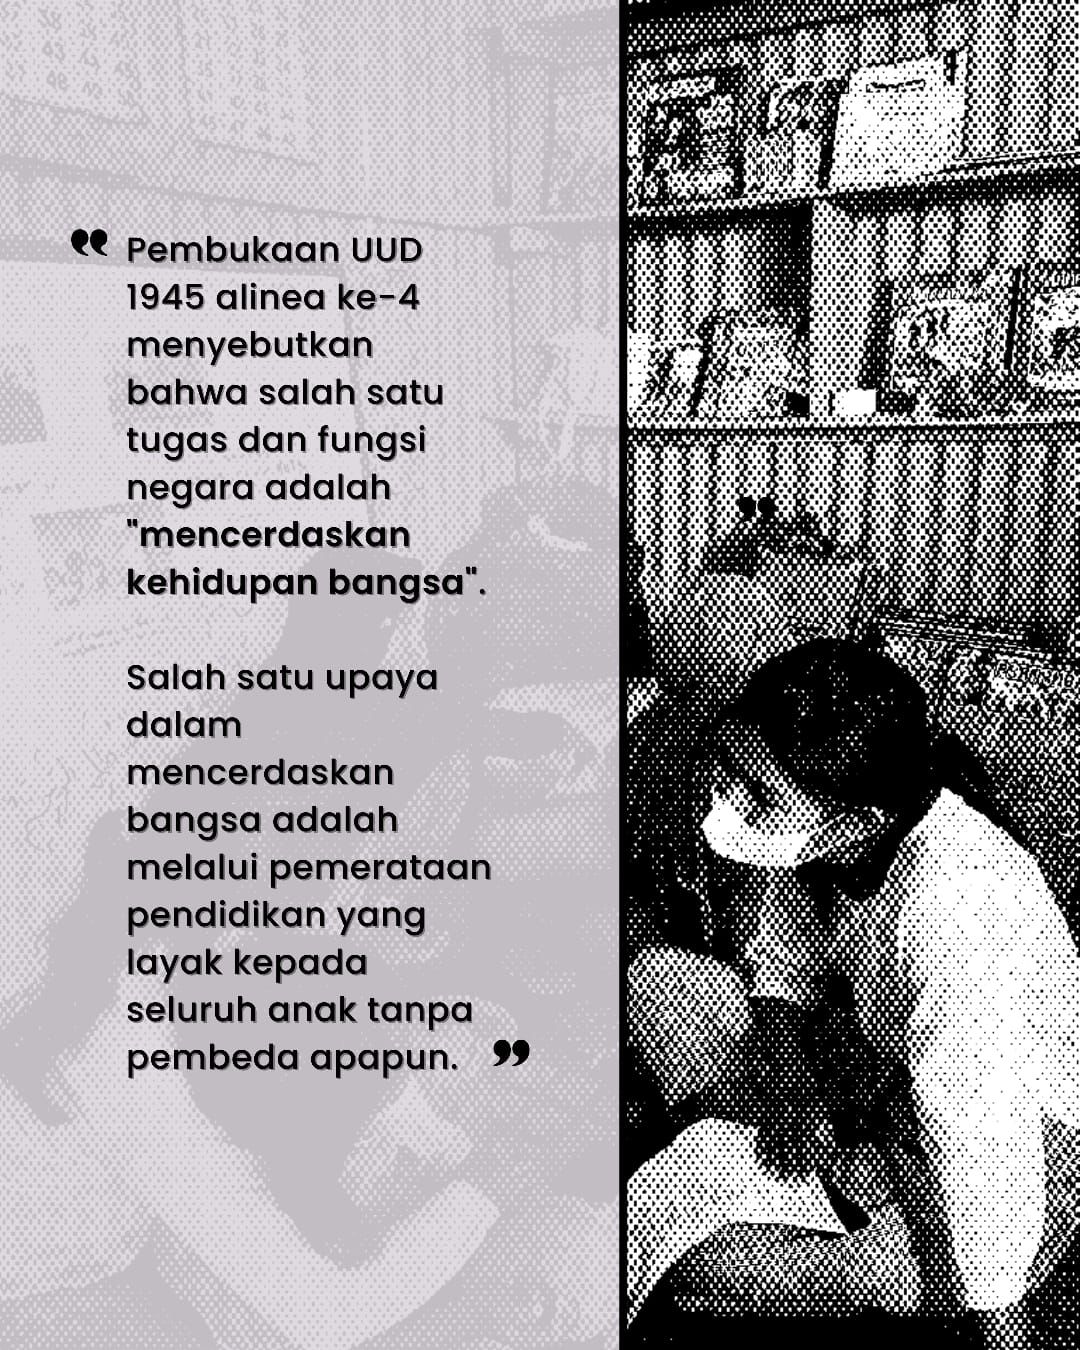 ❝ Pembukaan UUD
1945 alinea ke-4
menyebutkan
bahwa salah satu
tugas dan fungsi
negara adalah
"mencerdaskan
kehidupan bangsa".
Salah satu upaya
dalam
mencerdaskan
bangsa adalah
melalui pemerataan
pendidikan yang
layak kepada
seluruh anak tanpa
pembeda apapun. ❞